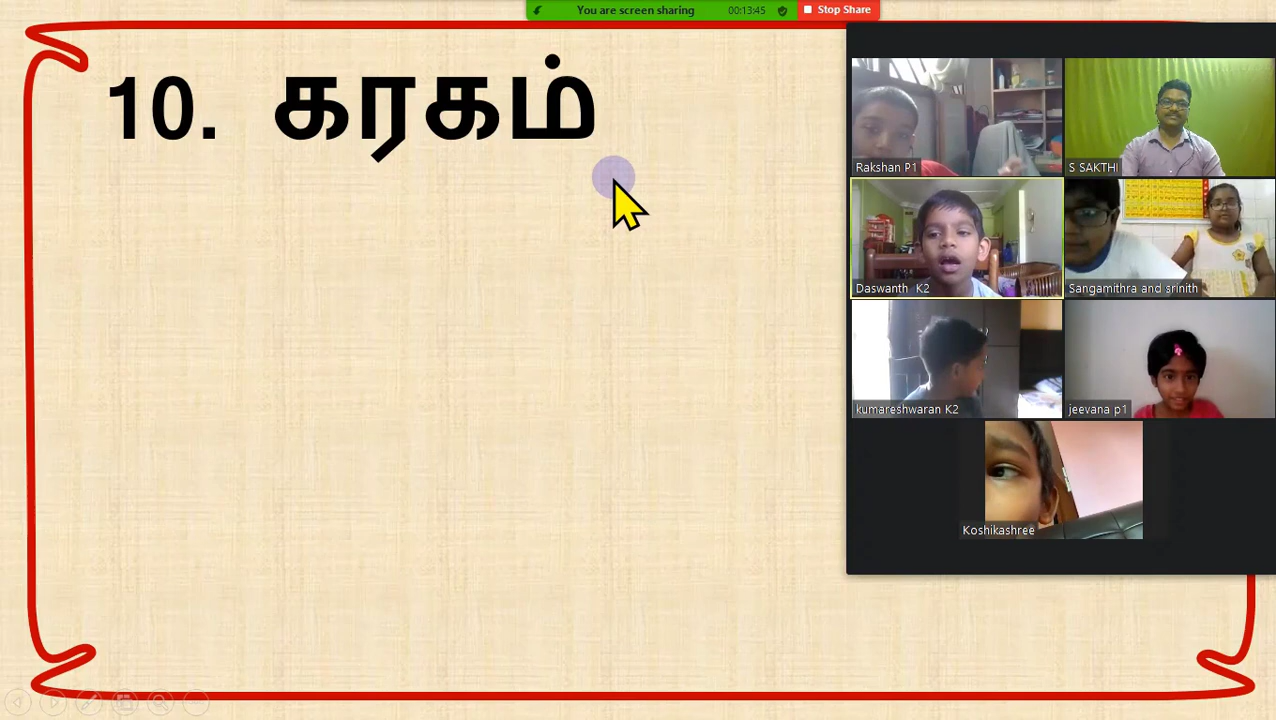 You are screen sharing 00:13:45 Stop Share
10. கரகம்
Rakshan P1
S SAKTHI
Daswanth K2
Sangamithra and srinith
kumareshwaran K2
jeevana p1
Koshikashree